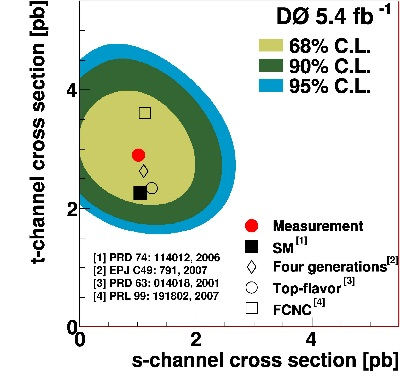 DØ 5.4 fb⁻¹
68% C.L.
90% C.L.
95% C.L.
t-channel cross section [pb]
4
2
0
Measurement
SM[1]
Four generations[2]
Top-flavor[3]
FCNC[4]
[1] PRD 74: 114012, 2006
[2] EPJ C49: 791, 2007
[3] PRD 63: 014018, 2001
[4] PRL 99: 191802, 2007
0 2 4
s-channel cross section [pb]